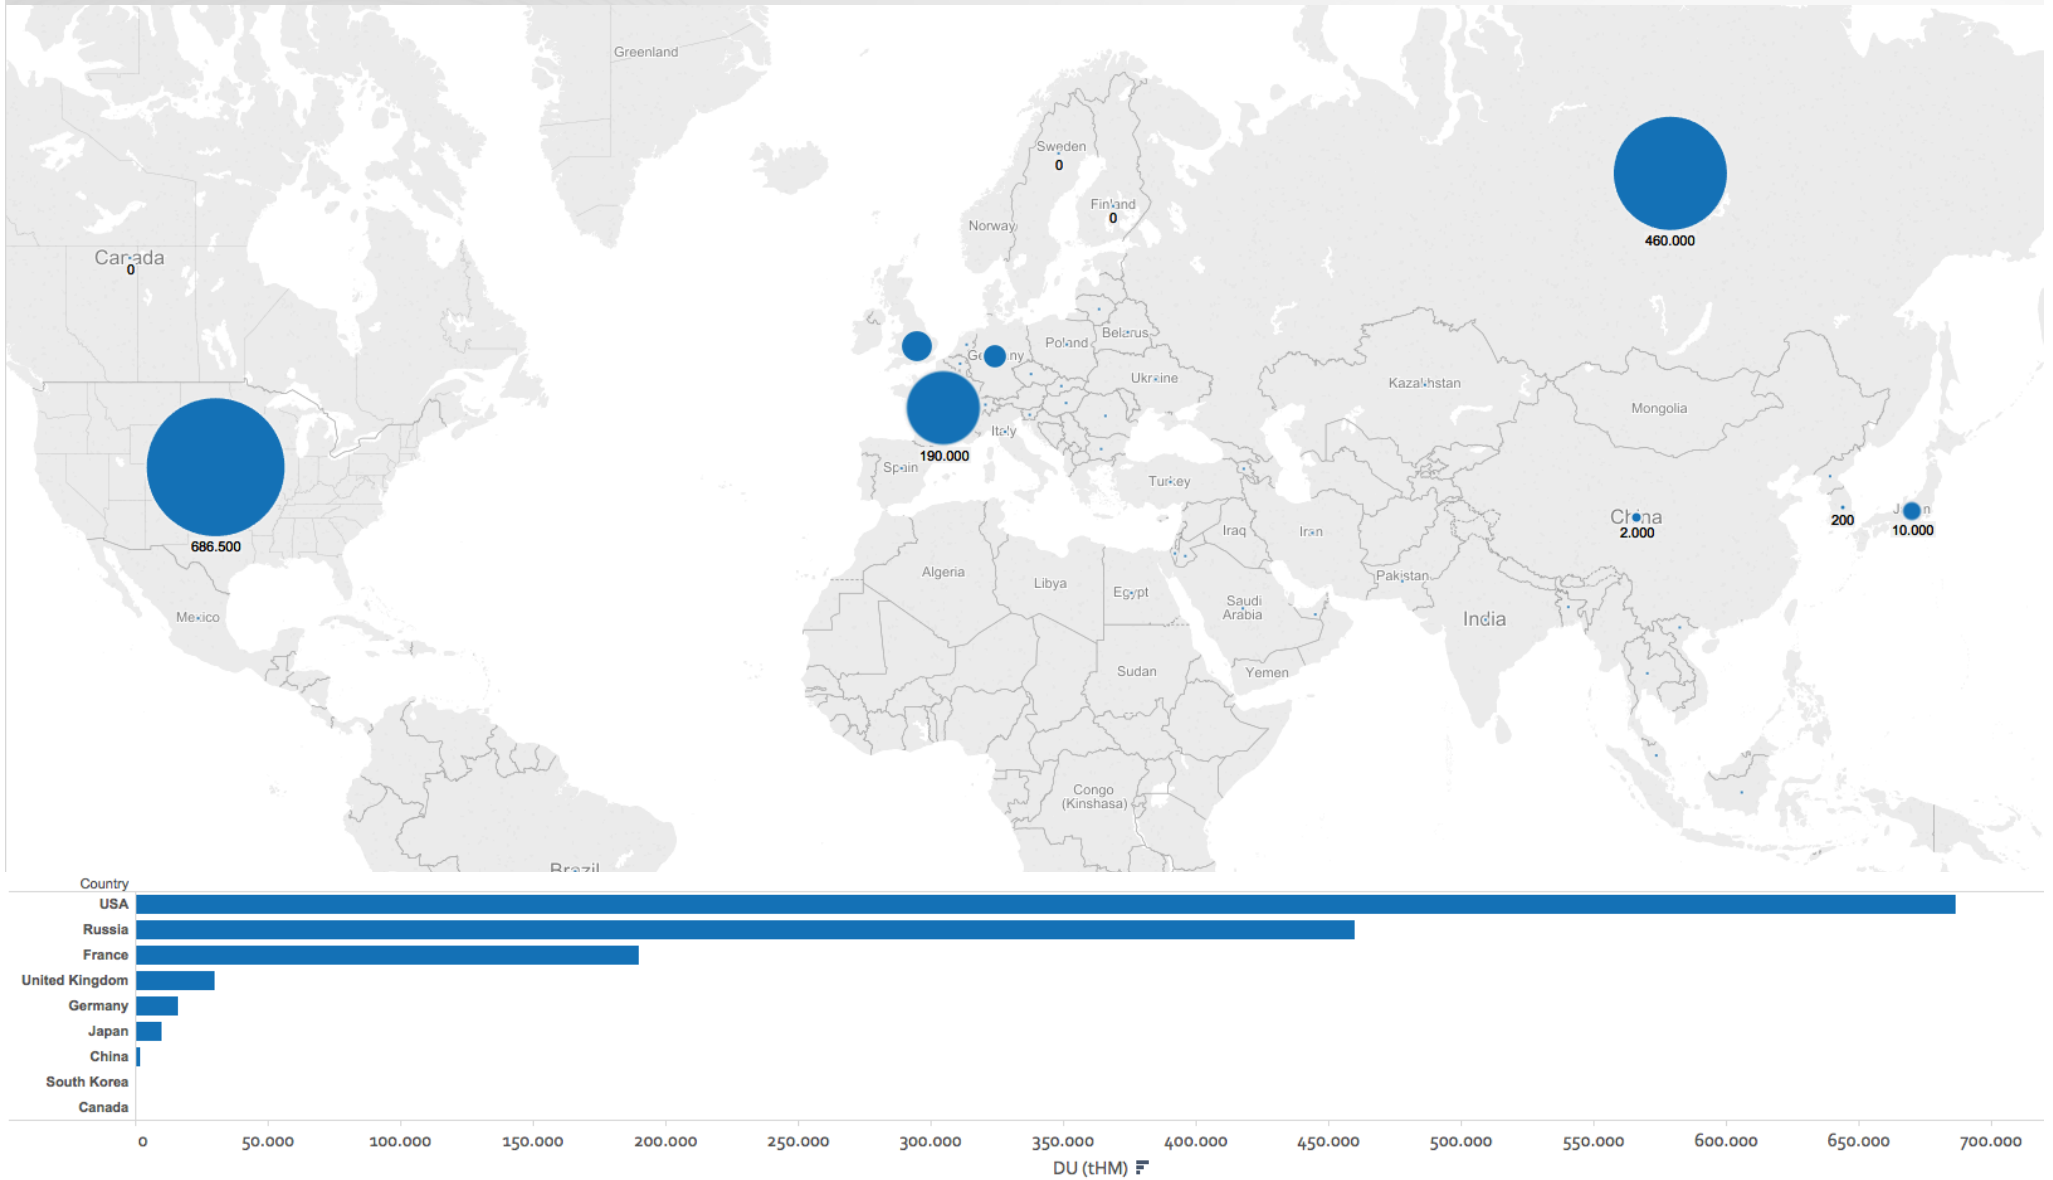 Greenland
Sweden
0
Finland
0
Norway
Canada
0
460.000
Belarus
Poland
Germany
Ukraine
Kazakhstan
Mongolia
Italy
190.000
Spain
Turkey
686.500
China
2.000
200
Japan
10.000
Iraq
Iran
Algeria
Libya
Egypt
Pakistan
Saudi
Arabia
India
Mexico
Sudan
Yemen
Congo
(Kinshasa)
Brazil
Country
USA
Russia
France
United Kingdom
Germany
Japan
China
South Korea
Canada
0 50.000 100.000 150.000 200.000 250.000 300.000 350.000 400.000 450.000 500.000 550.000 600.000 650.000 700.000
DU (tHM)